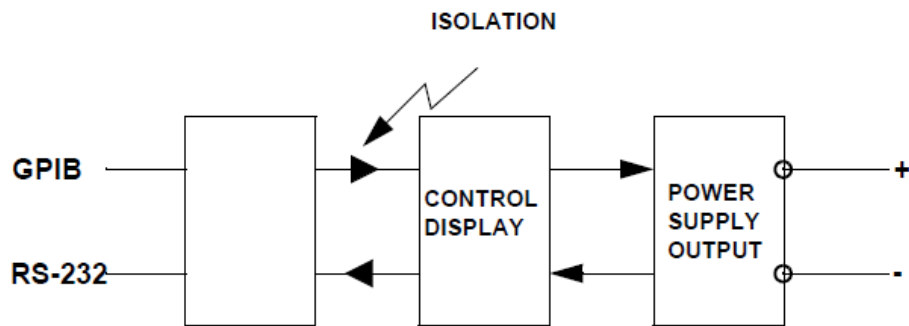 ISOLATION
GPIB
RS-232
CONTROL
DISPLAY
POWER
SUPPLY
OUTPUT
+
-